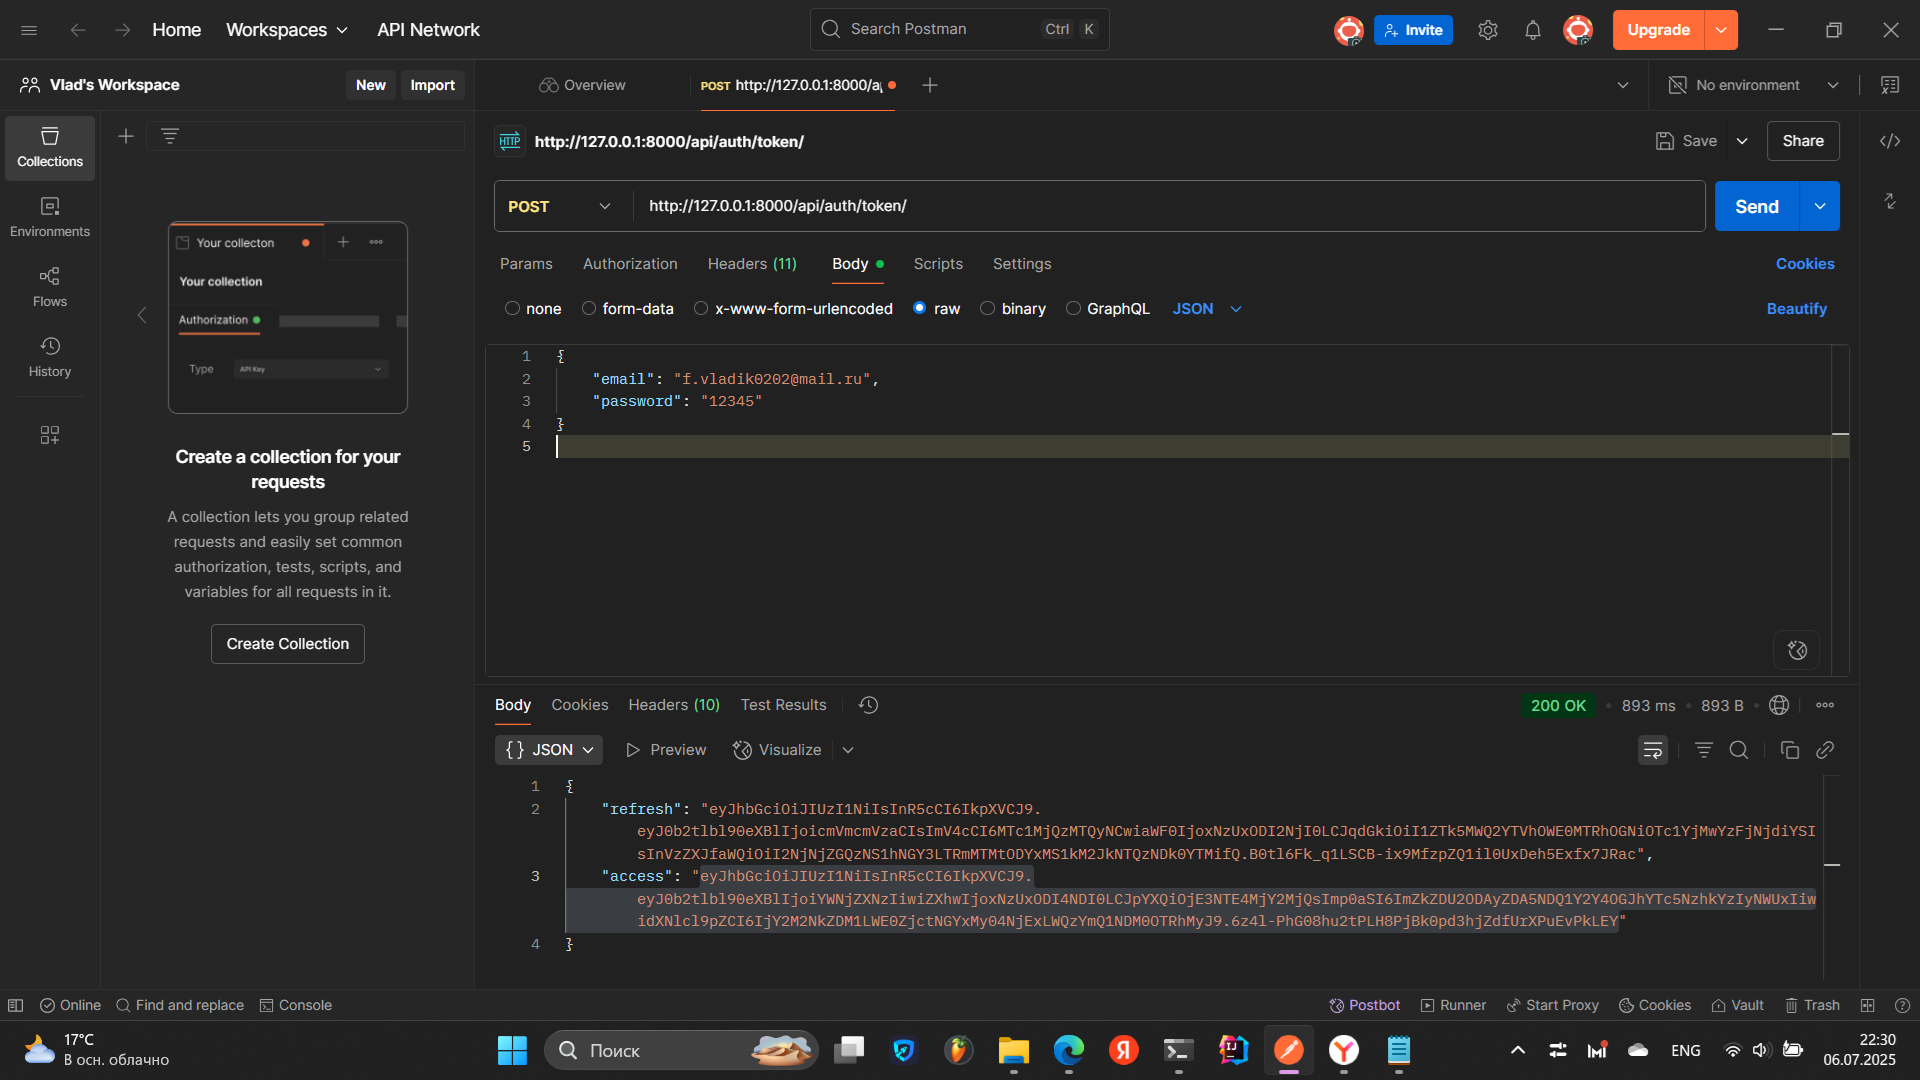 Home
Workspaces
API Network
Search Postman
Ctrl K
Invite
Upgrade
Vlad's Workspace
New
Import
Overview
POST http://127.0.0.1:8000/a
No environment
Collections
Environments
Flows
History
Your collecton
Your collection
Authorization
Type
API Key
Create a collection for your
requests
A collection lets you group related
requests and easily set common
authorization, tests, scripts, and
variables for all requests in it.
Create Collection
HTTP http://127.0.0.1:8000/api/auth/token/
Save
Share
POST
http://127.0.0.1:8000/api/auth/token/
Send
Params
Authorization
Headers (11)
Body
Scripts
Settings
Cookies
none
form-data
x-www-form-urlencoded
raw
binary
GraphQL
JSON
Beautify
1 {
2 "email": "f.vladik0202@mail.ru",
3 "password": "12345"
4 }
5
Body
Cookies
Headers (10)
Test Results
200 OK
893 ms
893 B
{} JSON
Preview
Visualize
1 {
2 "refresh": "eyJhbGciOiJIUzI1NiIsInR5cCI6IkpXVCJ9.
3 "access": "eyJhbGciOiJIUzI1NiIsInR5cCI6IkpXVCJ9.
4 }
Online
Find and replace
Console
Postbot
Runner
Start Proxy
Cookies
Vault
Trash
17°C
В осн. облачно
Поиск
ENG
22:30
06.07.2025